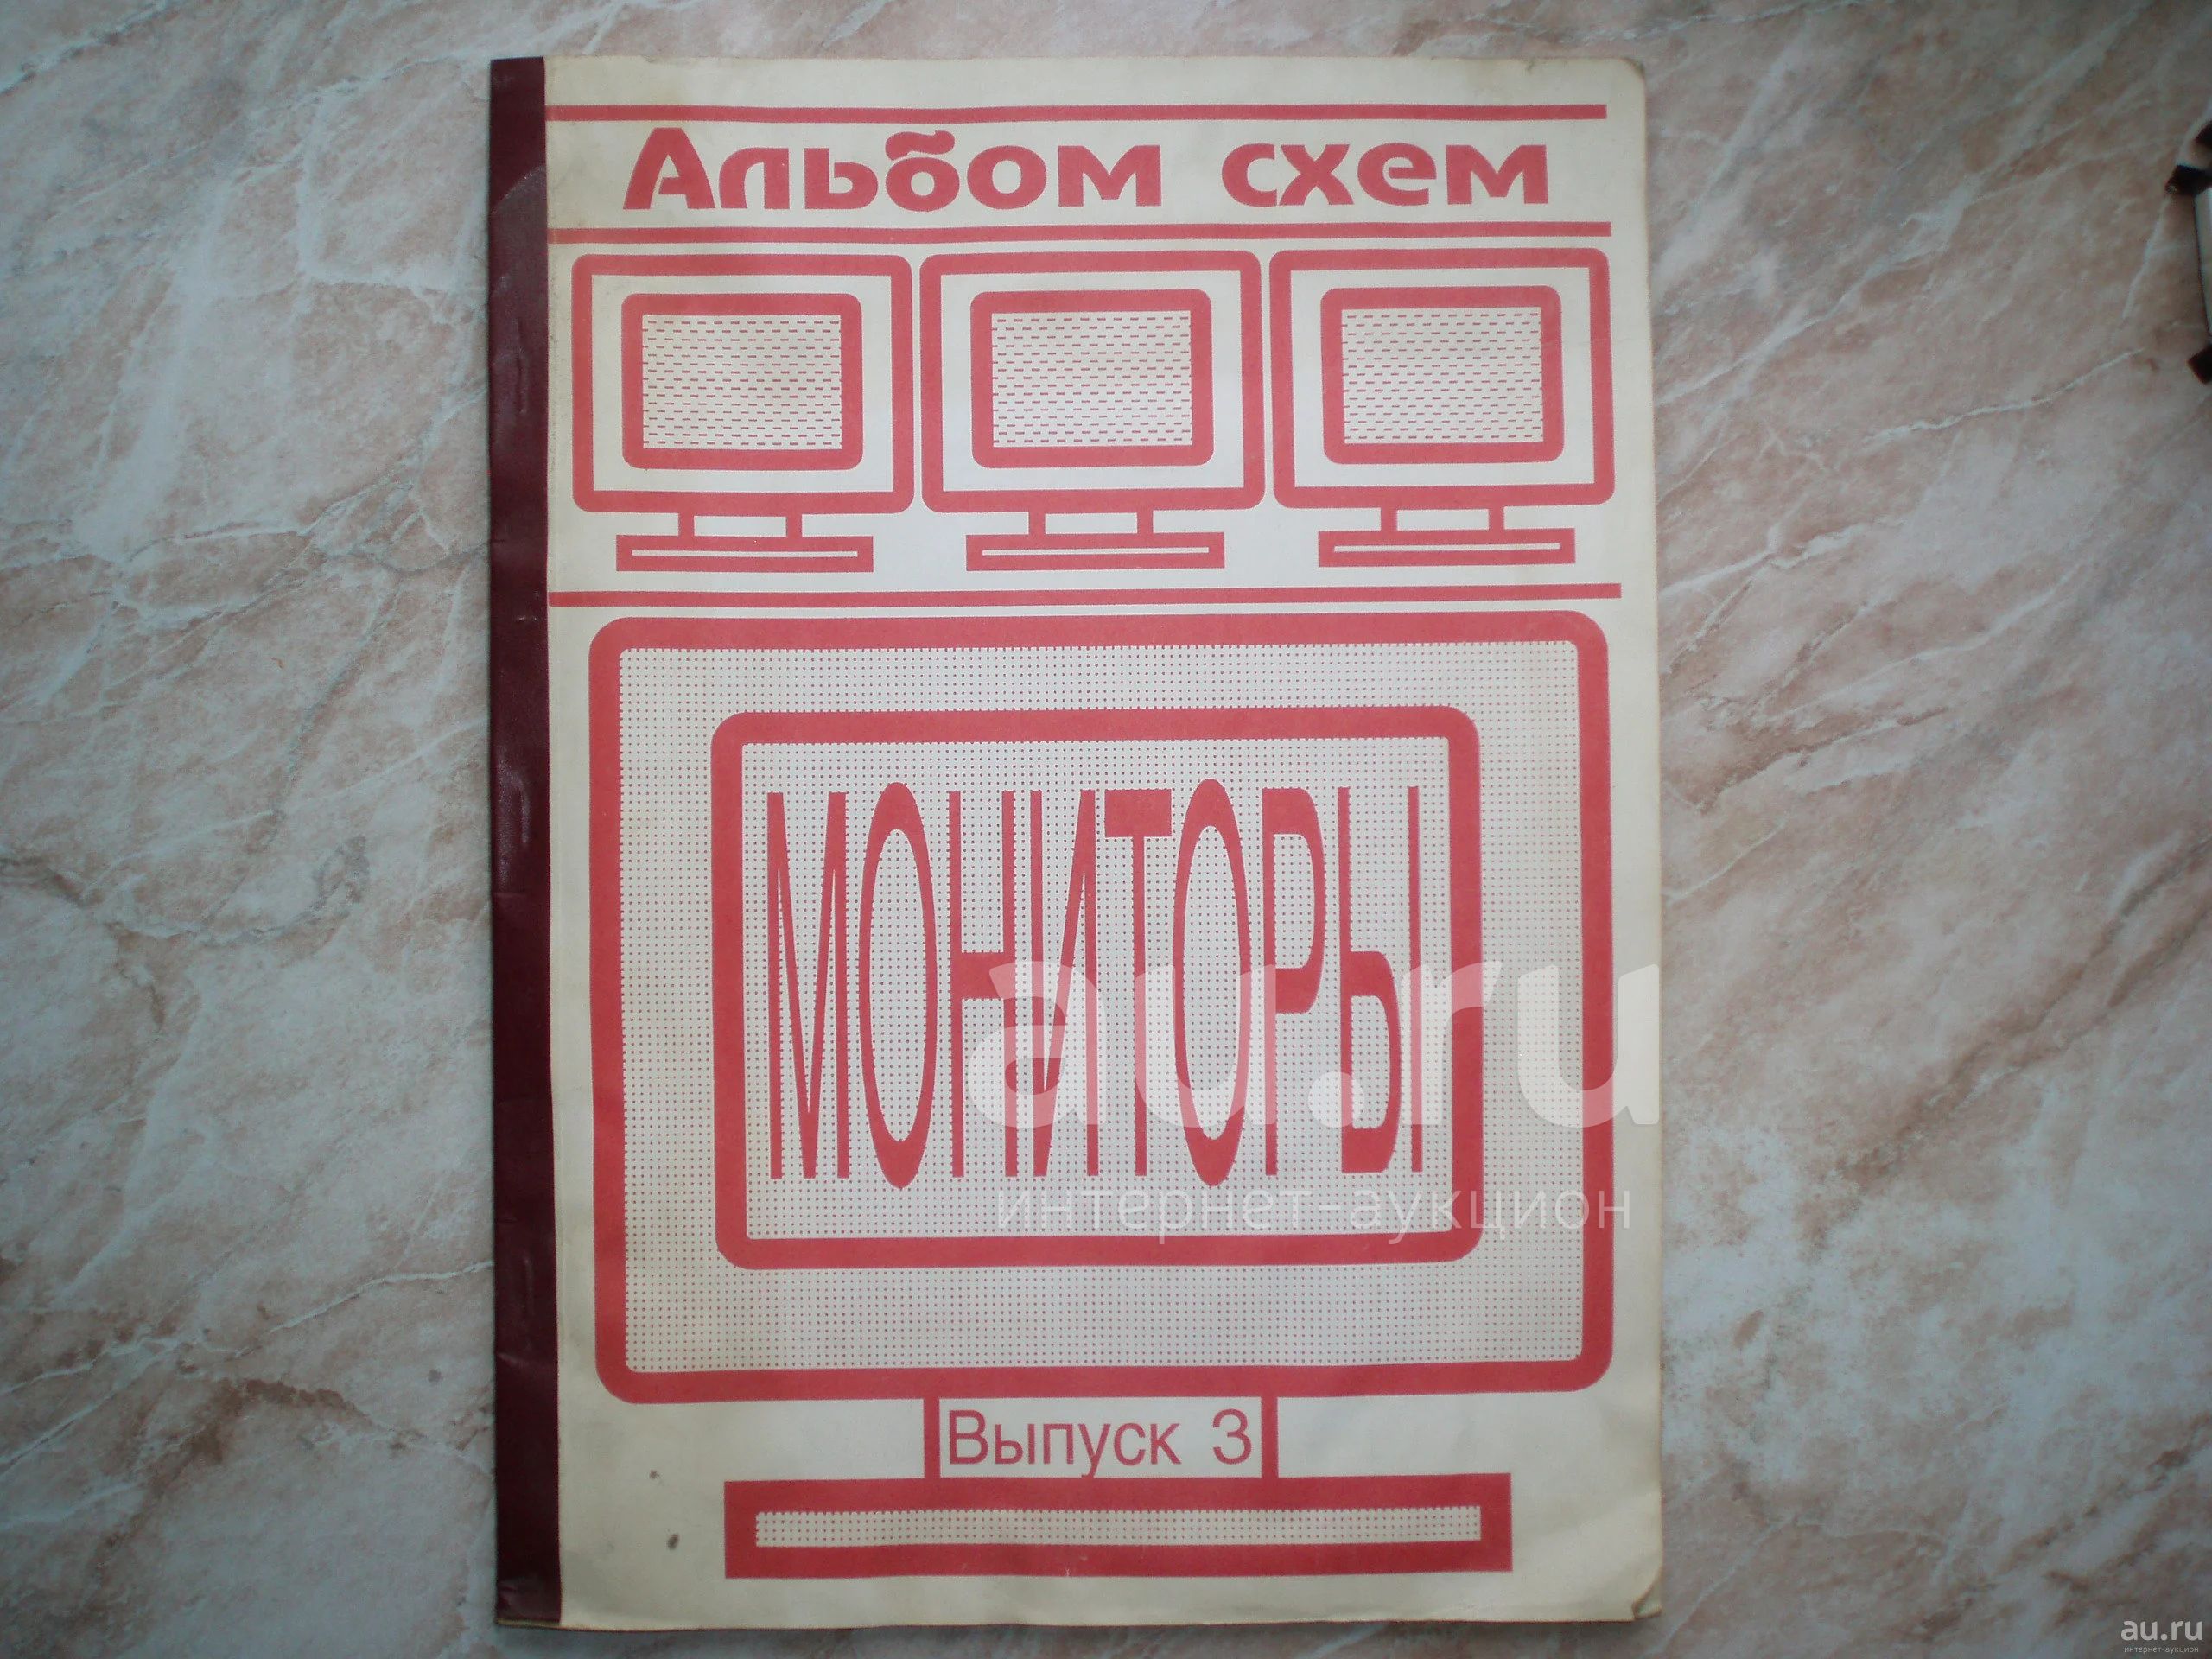 Альбом схем
МОНИТОРЫ
au.ru
интернет-аукцион
Выпуск 3
au.ru
интернет-аукцион